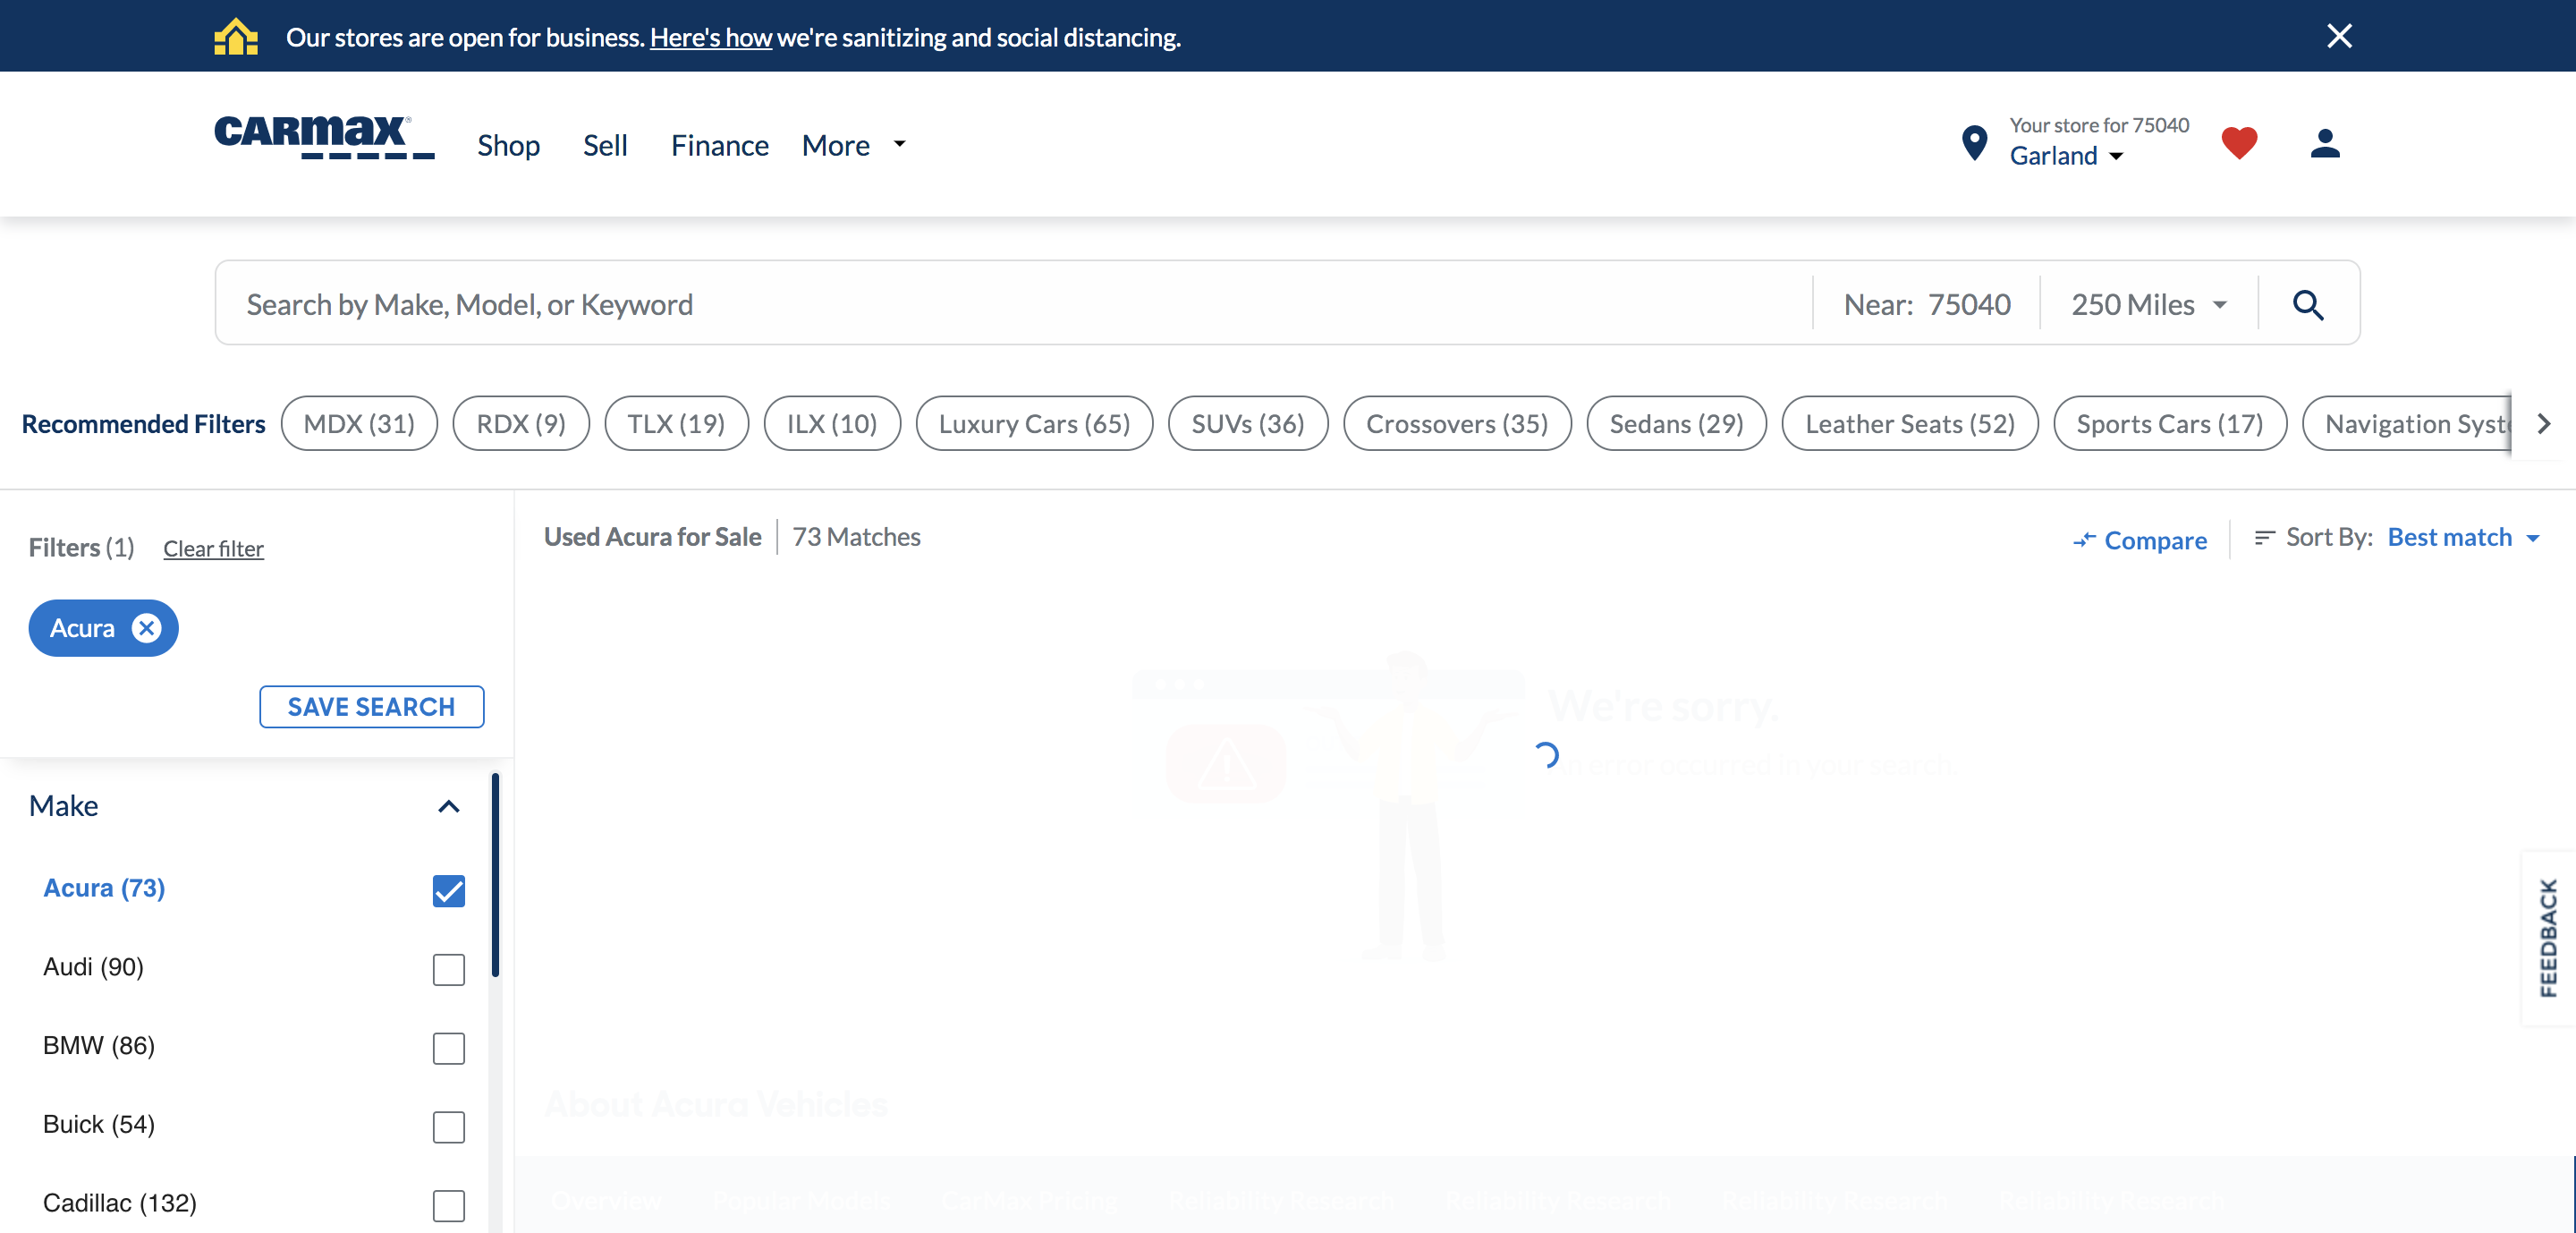 Our stores are open for business. Here's how we're sanitizing and social distancing.
CARMAX®
Shop
Sell
Finance
More
Your store for 75040
Garland
Search by Make, Model, or Keyword
Near: 75040
250 Miles
Recommended Filters
MDX (31)
RDX (9)
TLX (19)
ILX (10)
Luxury Cars (65)
SUVs (36)
Crossovers (35)
Sedans (29)
Leather Seats (52)
Sports Cars (17)
Navigation Syst
Filters (1)
Clear filter
Used Acura for Sale
73 Matches
Compare
Sort By: Best match
Acura
SAVE SEARCH
We're sorry.
error occurred in your search.
Make
Acura (73)
Audi (90)
BMW (86)
Buick (54)
Cadillac (132)
FEEDBACK
About Acura Vehicles
Overview
Popular Models
CarMax Pricing
Reliability Research
Reliability Research
Reliability Research
Reliability Research